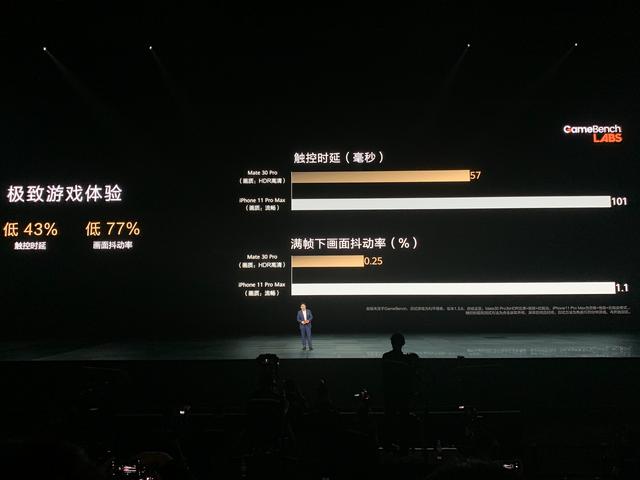 GameBench
LABS
极致游戏体验
低 43%
触控时延
低 77%
画面抖动率
触控时延（毫秒）
Mate 30 Pro
（画质：HDR高清）
57
iPhone 11 Pro Max
（画质：流畅）
101
满帧下画面抖动率（%）
Mate 30 Pro
（画质：HDR高清）
0.25
iPhone 11 Pro Max
（画质：流畅）
1.1